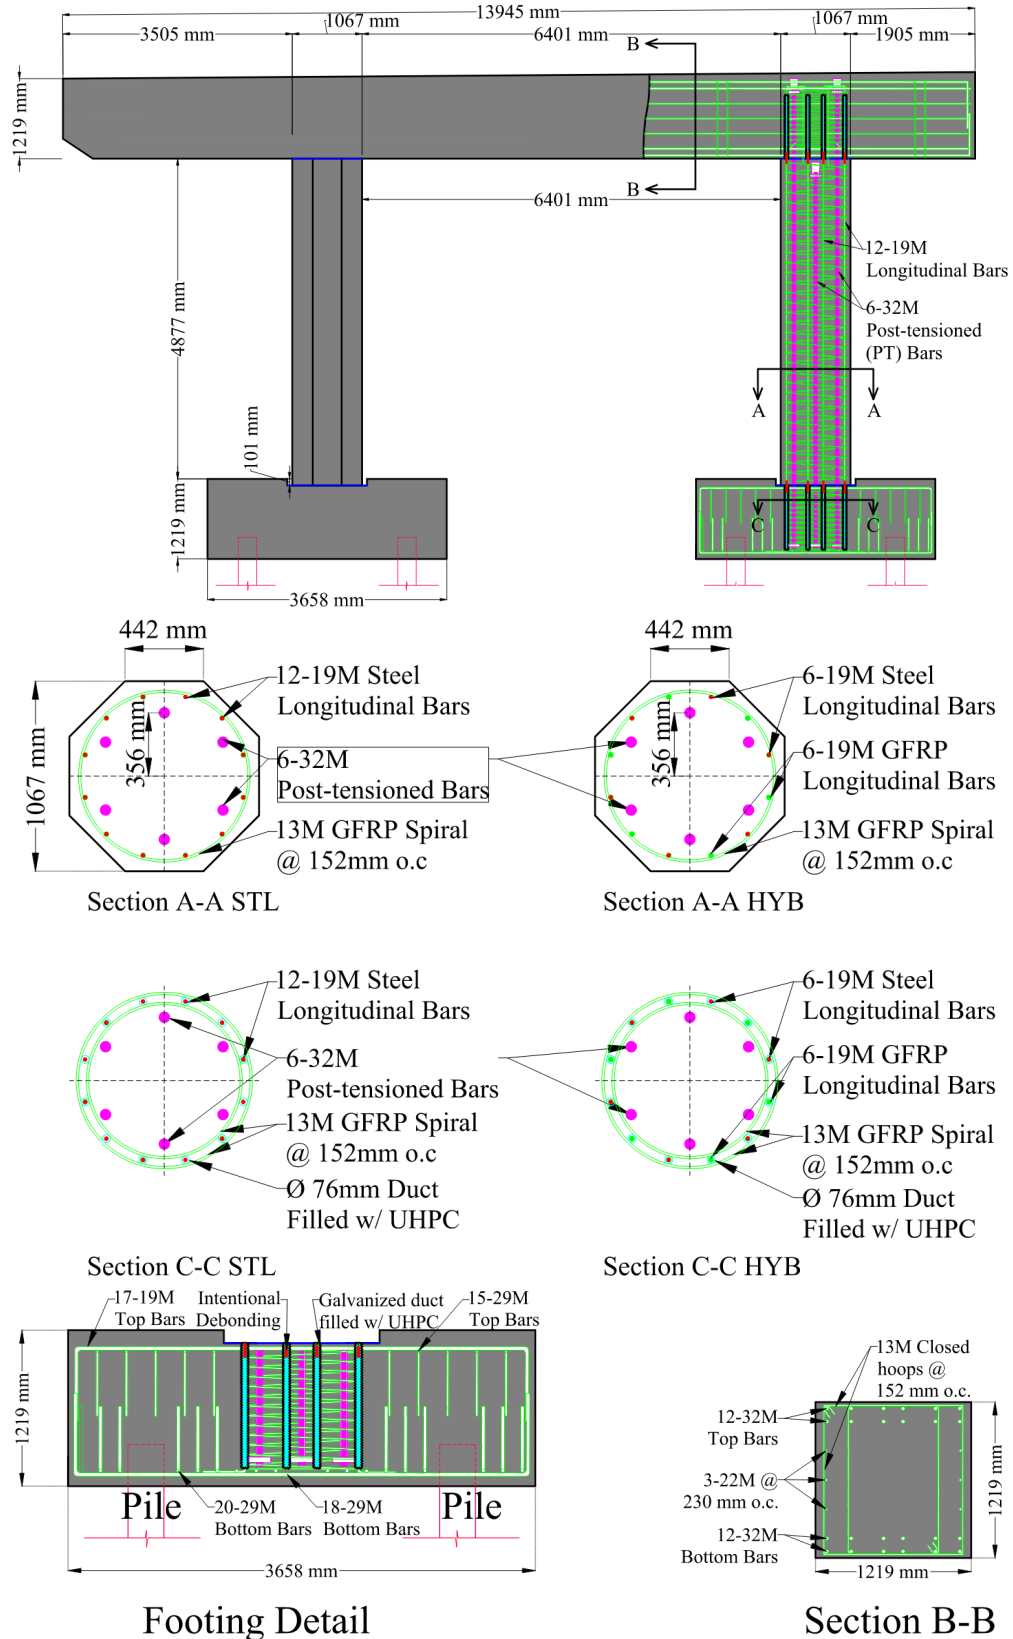 13945 mm
1067 mm
1067 mm
3505 mm
6401 mm
1905 mm
B
1219 mm
B
6401 mm
12-19M
Longitudinal Bars
6-32M
Post-tensioned
(PT) Bars
4877 mm
A
A
101 mm
1219 mm
C
C
3658 mm
442 mm
12-19M Steel
Longitudinal Bars
356 mm
1067 mm
6-32M
Post-tensioned Bars
13M GFRP Spiral
@ 152mm o.c
Section A-A STL
442 mm
6-19M Steel
Longitudinal Bars
356 mm
6-19M GFRP
Longitudinal Bars
13M GFRP Spiral
@ 152mm o.c
Section A-A HYB
12-19M Steel
Longitudinal Bars
6-32M
Post-tensioned Bars
13M GFRP Spiral
@ 152mm o.c
Ø 76mm Duct
Filled w/ UHPC
Section C-C STL
6-19M Steel
Longitudinal Bars
6-19M GFRP
Longitudinal Bars
13M GFRP Spiral
@ 152mm o.c
Ø 76mm Duct
Filled w/ UHPC
Section C-C HYB
17-19M
Top Bars
Intentional
Debonding
Galvanized duct
filled w/ UHPC
15-29M
Top Bars
1219 mm
Pile
Pile
20-29M
Bottom Bars
18-29M
Bottom Bars
3658 mm
Footing Detail
13M Closed
hoops @
152 mm o.c.
12-32M
Top Bars
3-22M @
230 mm o.c.
12-32M
Bottom Bars
1219 mm
1219 mm
Section B-B